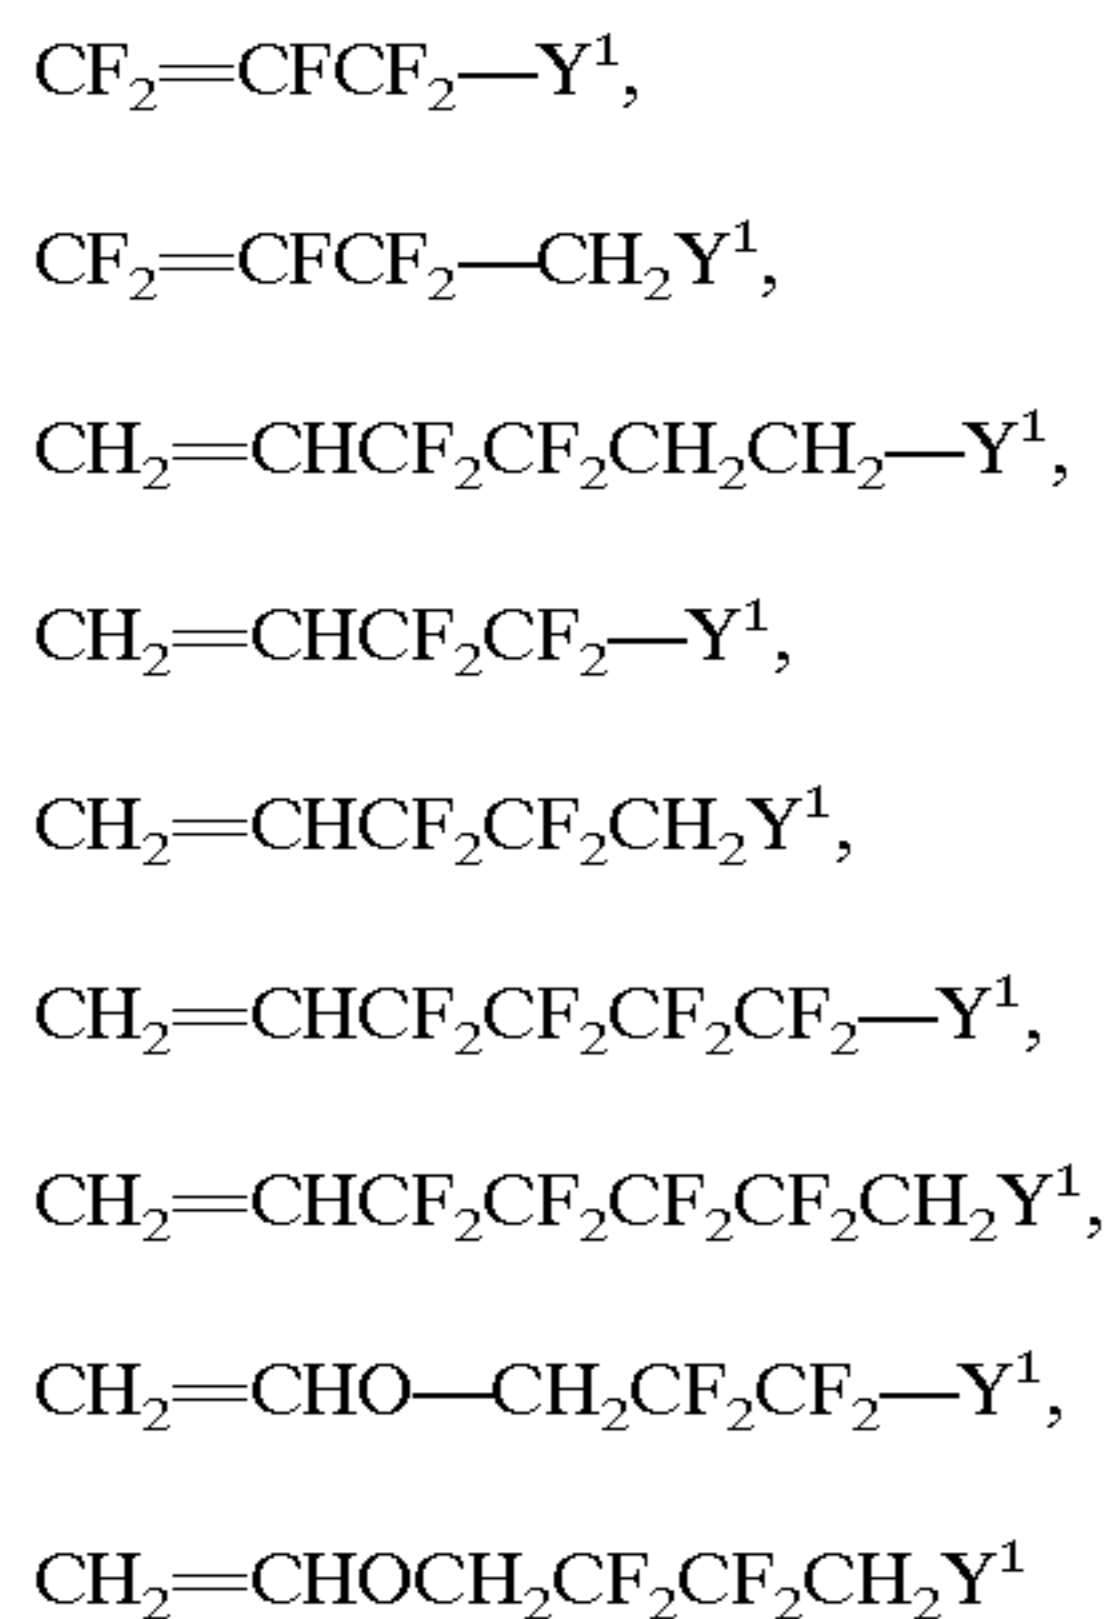 CF₂=CFCF₂—Y¹,
CF₂=CFCF₂—CH₂Y¹,
CH₂=CHCF₂CF₂CH₂CH₂—Y¹,
CH₂=CHCF₂CF₂—Y¹,
CH₂=CHCF₂CF₂CH₂Y¹,
CH₂=CHCF₂CF₂CF₂CF₂—Y¹,
CH₂=CHCF₂CF₂CF₂CF₂CH₂Y¹,
CH₂=CHO—CH₂CF₂CF₂—Y¹,
CH₂=CHOCH₂CF₂CF₂CH₂Y¹